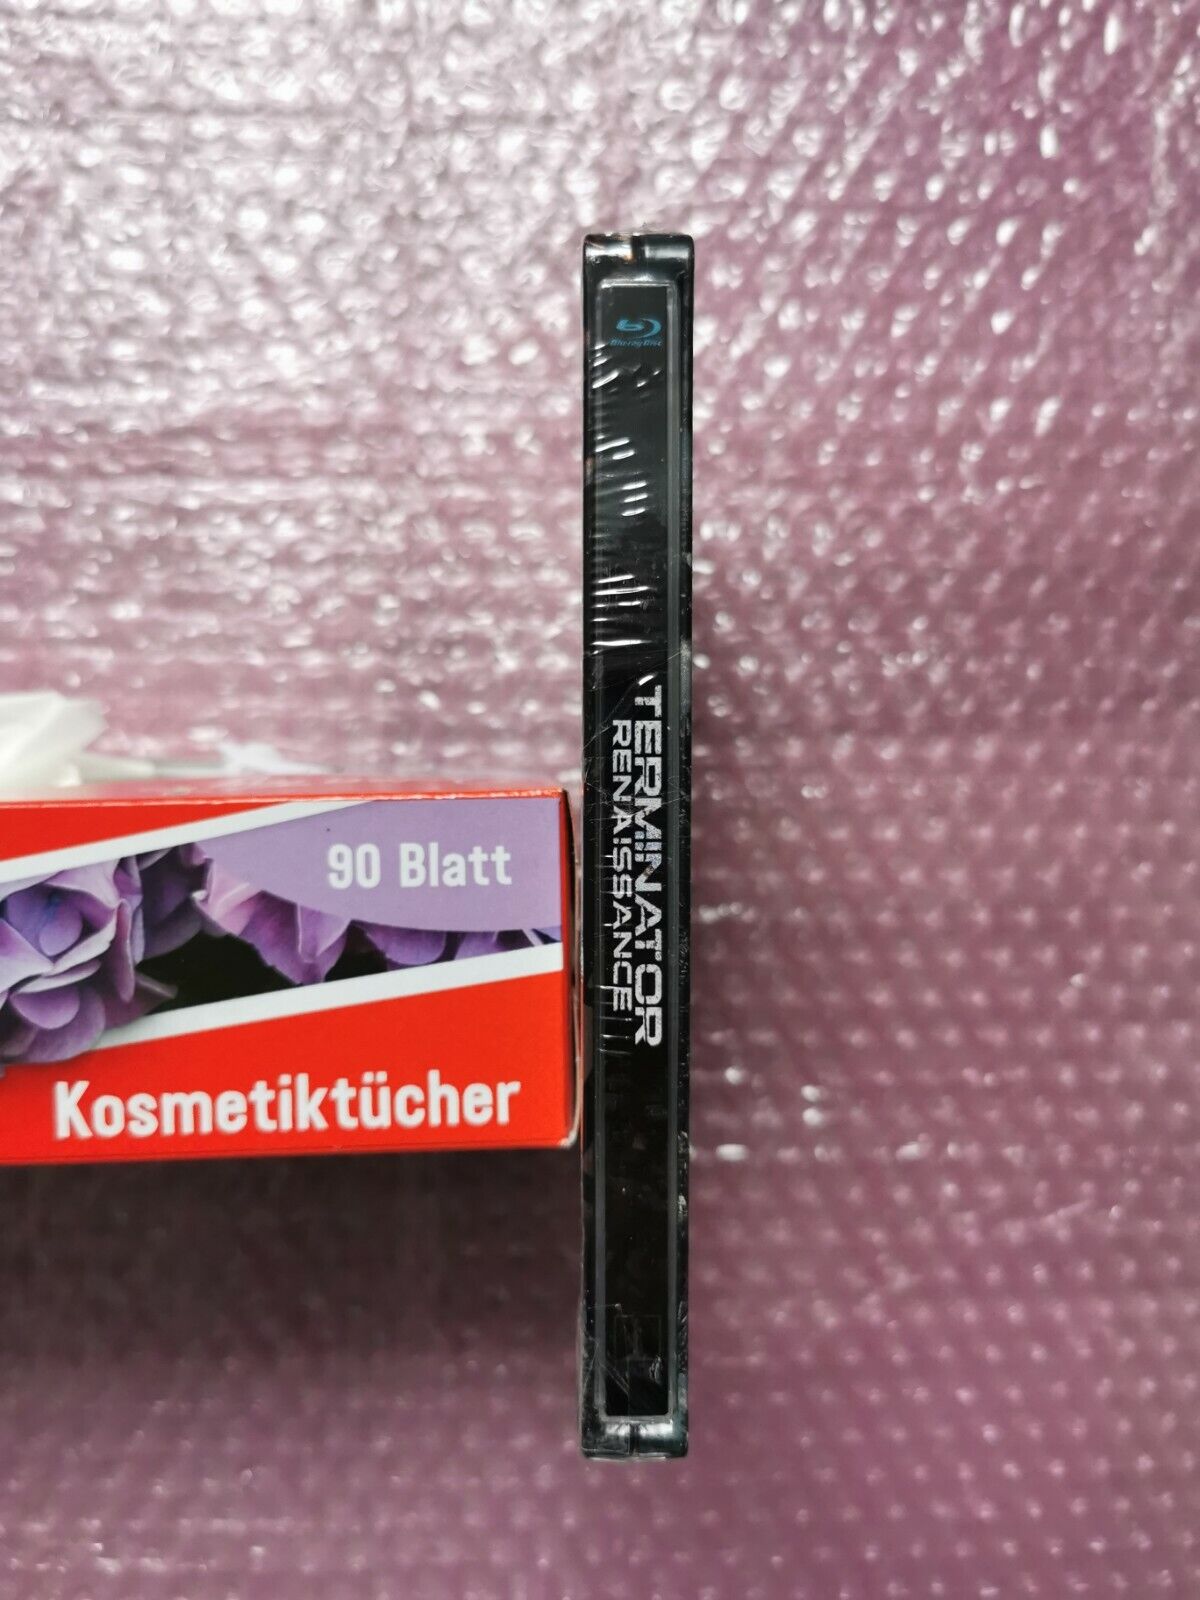 Blu-ray Disc
TERMINATOR
RENAISSANCE
90 Blatt
Kosmetiktücher